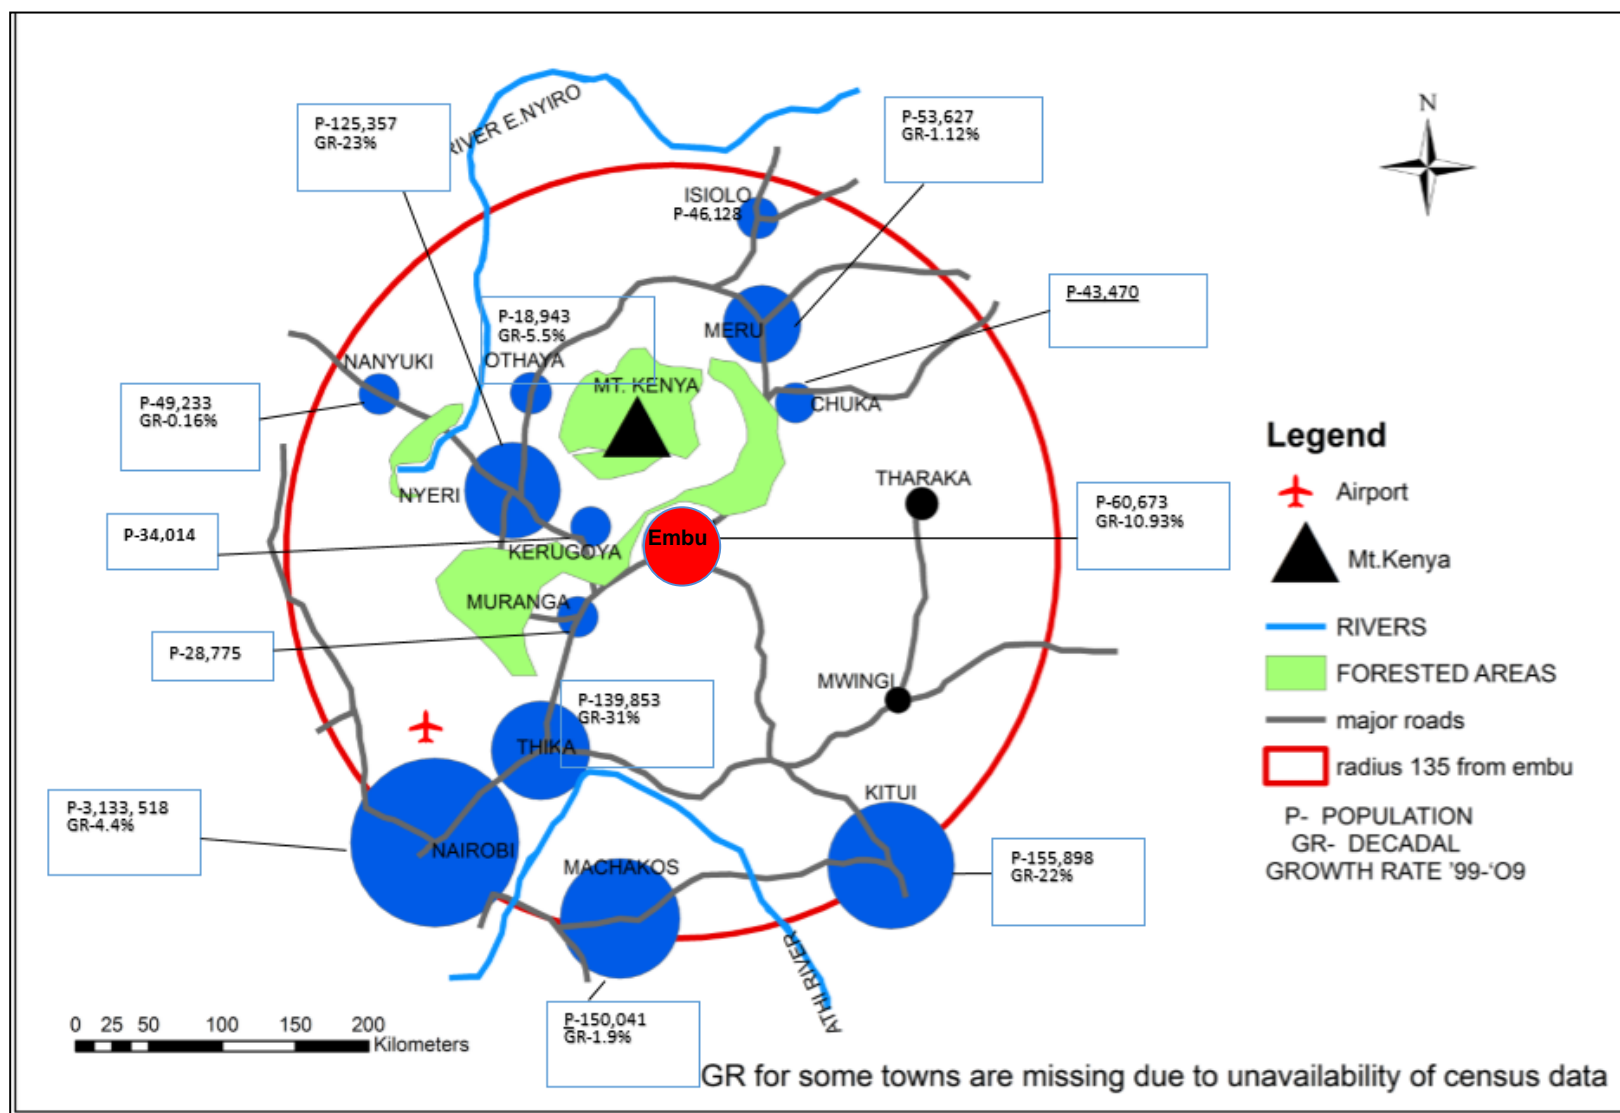 N
RIVER E.NYIRO
P-125,357
GR-23%
P-53,627
GR-1.12%
ISIOLO
P-46,128
P-43,470
P-18,943
GR-5.5%
OTHAYA
MERU
NANYUKI
MT. KENYA
CHUKA
P-49,233
GR-0.16%
NYERI
THARAKA
P-60,673
GR-10.93%
P-34,014
KERUGOYA
Embu
MURANGA
P-28,775
MWINGI
P-139,853
GR-31%
THIKA
KITUI
P-3,133, 518
GR-4.4%
NAIROBI
MACHAKOS
P-155,898
GR-22%
ATHI RIVER
P-150,041
GR-1.9%
0 25 50 100 150 200
Kilometers
Legend
Airport
Mt.Kenya
RIVERS
FORESTED AREAS
major roads
radius 135 from embu
P- POPULATION
GR- DECADAL
GROWTH RATE '99-'O9
GR for some towns are missing due to unavailability of census data